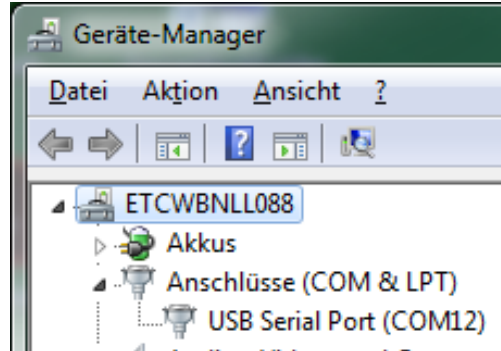 Geräte-Manager
Datei Aktion Ansicht ?
ETCWBNLL088
Akkus
Anschlüsse (COM & LPT)
USB Serial Port (COM12)